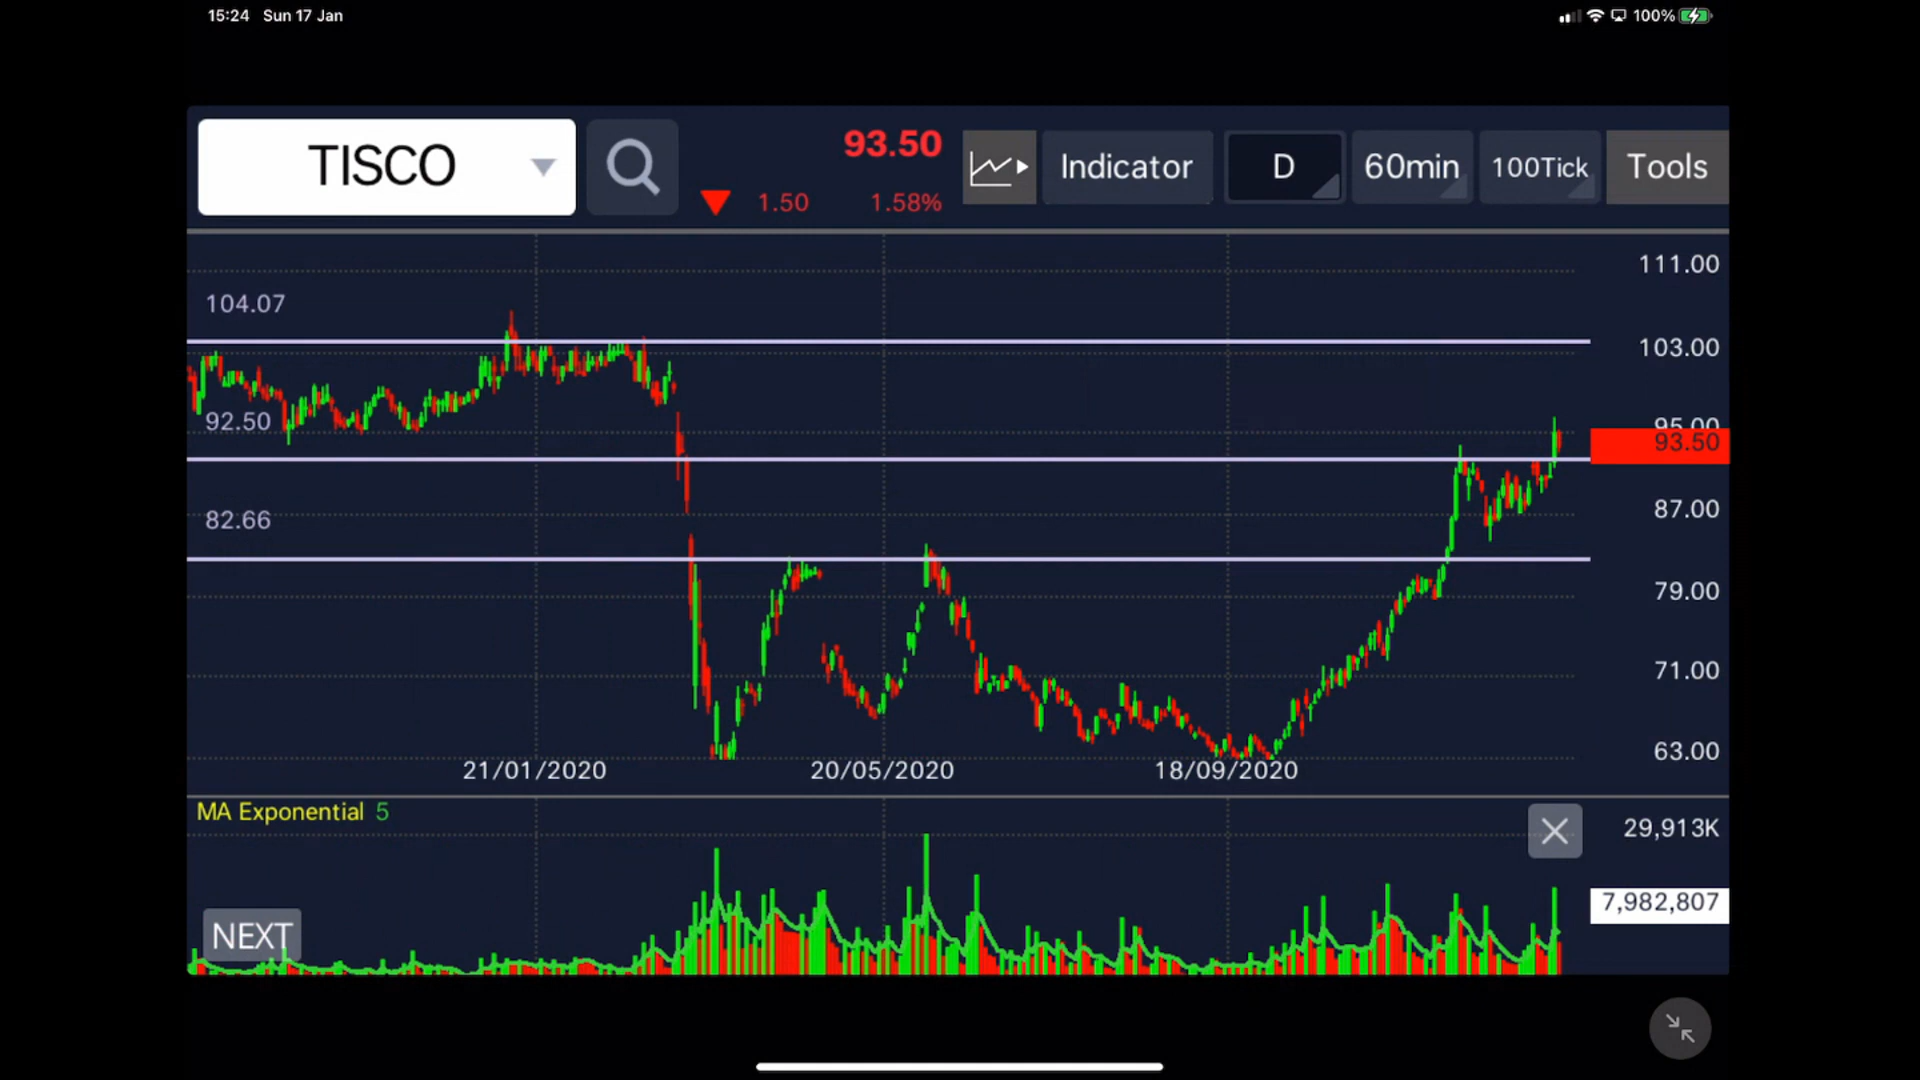 15:24 Sun 17 Jan
100%
TISCO
93.50
1.50 1.58%
Indicator
D
60min
100Tick
Tools
111.00
104.07
103.00
92.50
95.00
93.50
87.00
82.66
79.00
71.00
63.00
21/01/2020
20/05/2020
18/09/2020
MA Exponential 5
29,913K
7,982,807
NEXT